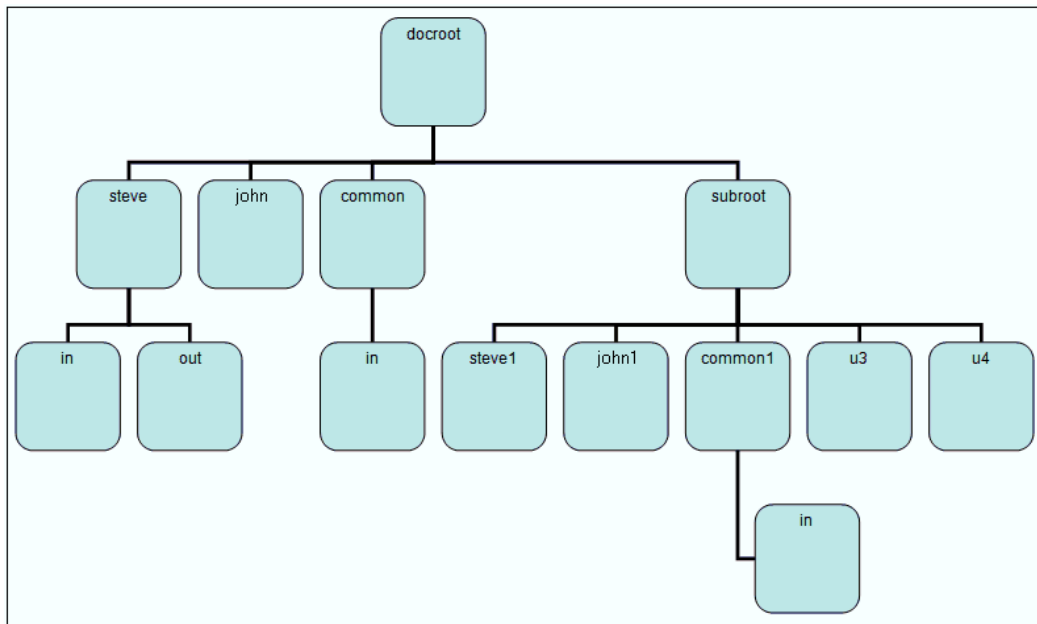 docroot
steve
john
common
subroot
in
out
in
steve1
john1
common1
u3
u4
in